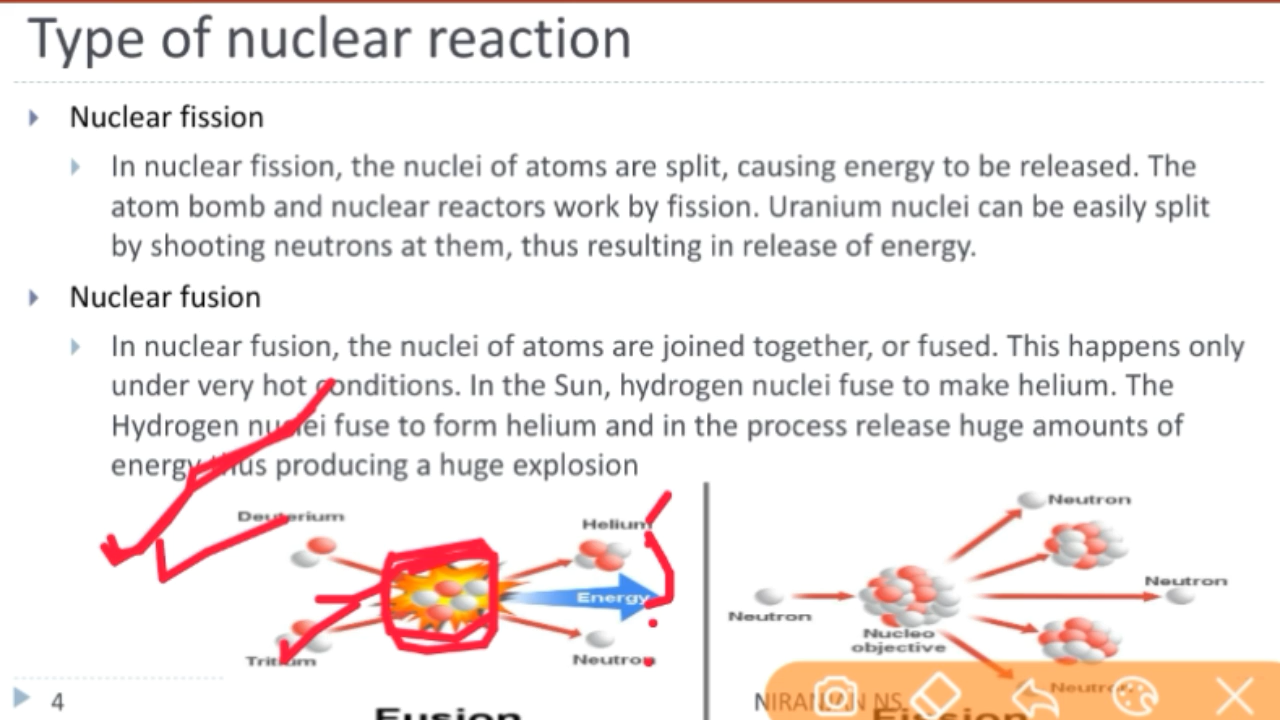 Type of nuclear reaction
Nuclear fission
In nuclear fission, the nuclei of atoms are split, causing energy to be released. The
atom bomb and nuclear reactors work by fission. Uranium nuclei can be easily split
by shooting neutrons at them, thus resulting in release of energy.
Nuclear fusion
In nuclear fusion, the nuclei of atoms are joined together, or fused. This happens only
under very hot conditions. In the Sun, hydrogen nuclei fuse to make helium. The
Hydrogen nuclei fuse to form helium and in the process release huge amounts of
energy thus producing a huge explosion
Deuterium
Helium
Energy
Tritium
Neutron
Fusion
Neutron
Neutron
Neutron
Nucleo
objective
Neutron
Fission
4
NIRANJAN NS